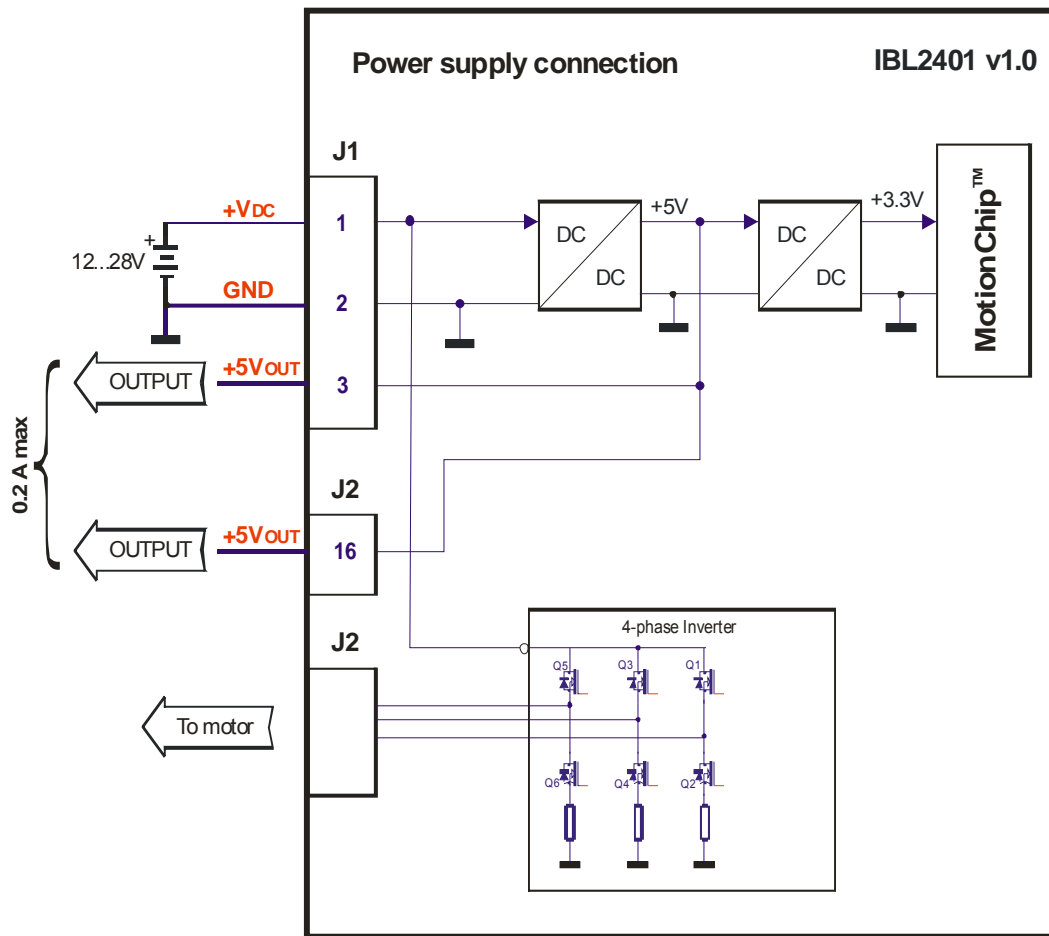 Power supply connection
IBL2401 v1.0
J1
+VDC
1
+
12...28V
GND
2
+5VOUT
OUTPUT
3
0.2 A max
J2
+5VOUT
OUTPUT
16
J2
To motor
DC
DC
+5V
DC
DC
+3.3V
MotionChip™
4-phase Inverter
Q5
Q3
Q1
Q6
Q4
Q2